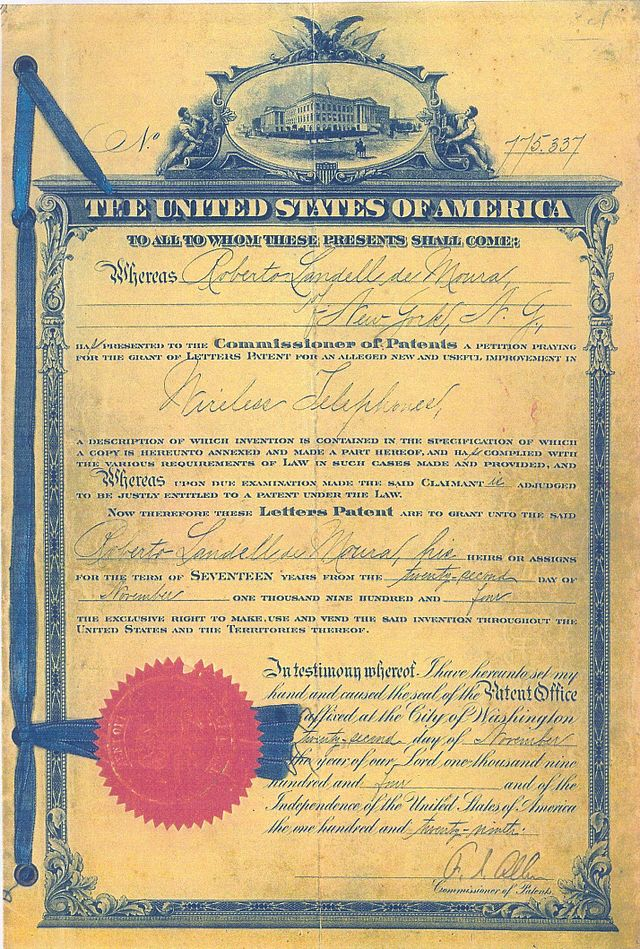 No. 775.337
THE UNITED STATES OF AMERICA
TO ALL TO WHOM THESE PRESENTS SHALL COME:
Whereas Roberto Landell de Moura,
of
New York, N.Y.,
HAS PRESENTED TO THE Commissioner of Patents A PETITION PRAYING
FOR THE GRANT OF LETTERS PATENT FOR AN ALLEGED NEW AND USEFUL IMPROVEMENT IN
Wireless Telephones,
A DESCRIPTION OF WHICH INVENTION IS CONTAINED IN THE SPECIFICATION OF WHICH
A COPY IS HEREUNTO ANNEXED AND MADE A PART HEREOF, AND HAS COMPLIED WITH
THE VARIOUS REQUIREMENTS OF LAW IN SUCH CASES MADE AND PROVIDED, AND
Whereas UPON DUE EXAMINATION MADE THE SAID CLAIMANT is ADJUDGED
TO BE JUSTLY ENTITLED TO A PATENT UNDER THE LAW.
NOW THEREFORE THESE Letters Patent ARE TO GRANT UNTO THE SAID
Roberto Landell de Moura, his HEIRS OR ASSIGNS
FOR THE TERM OF SEVENTEEN YEARS FROM THE twenty-second DAY OF
November ONE THOUSAND NINE HUNDRED AND four
THE EXCLUSIVE RIGHT TO MAKE, USE AND VEND THE SAID INVENTION THROUGHOUT THE
UNITED STATES AND THE TERRITORIES THEREOF.
In testimony whereof I have hereunto set my
hand and caused the seal of the Patent Office
affixed at the City of Washington
twenty-second day of November
year of our Lord one thousand nine
hundred and four and of the
Independence of the United States of America
the one hundred and twenty-ninth.
Commissioner of Patents